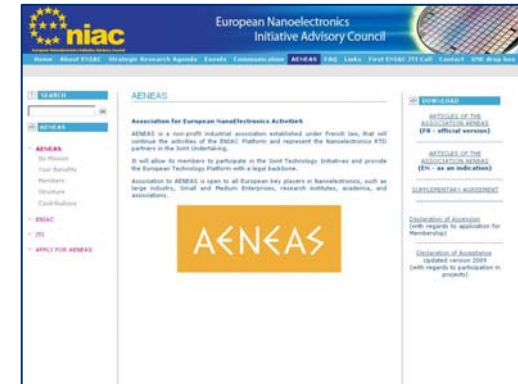 eniac
European Nanoelectronics
Initiative Advisory Council
Home About ENIAC Strategic Research Agenda Events Communication AENEAS FAQ Links First ENIAC JTI Call Contact VMS drop box
SEARCH
AENEAS
AENEAS
Its Mission
Your Benefits
Members
Structure
Contributions
ENIAC
JTI
APPLY FOR AENEAS
AENEAS
Association for European NanoElectronics ActivitieS
AENEAS is a non-profit industrial association established under french law, that will
continue the activities of the ENIAC Platform and represent the Nanoelectronics RTD
partners in the Joint Undertaking.
It will allow its members to participate in the Joint Technology Initiatives and provide
the European Technology Platform with a legal backbone.
Association to AENEAS is open to all European key players in Nanoelectronics, such as
large industry, Small and Medium Enterprises, research institutes, academia, and
associations.
AENEAS
DOWNLOAD
ARTICLES OF THE
ASSOCIATION AENEAS
(FR - official version)
ARTICLES OF THE
ASSOCIATION AENEAS
(EN - as an indication)
SUPPLEMENTARY AGREEMENT
Declaration of Accession
(with regards to application for
Membership)
Declaration of Acceptance
Updated version 2009
(with regards to participation in
projects)